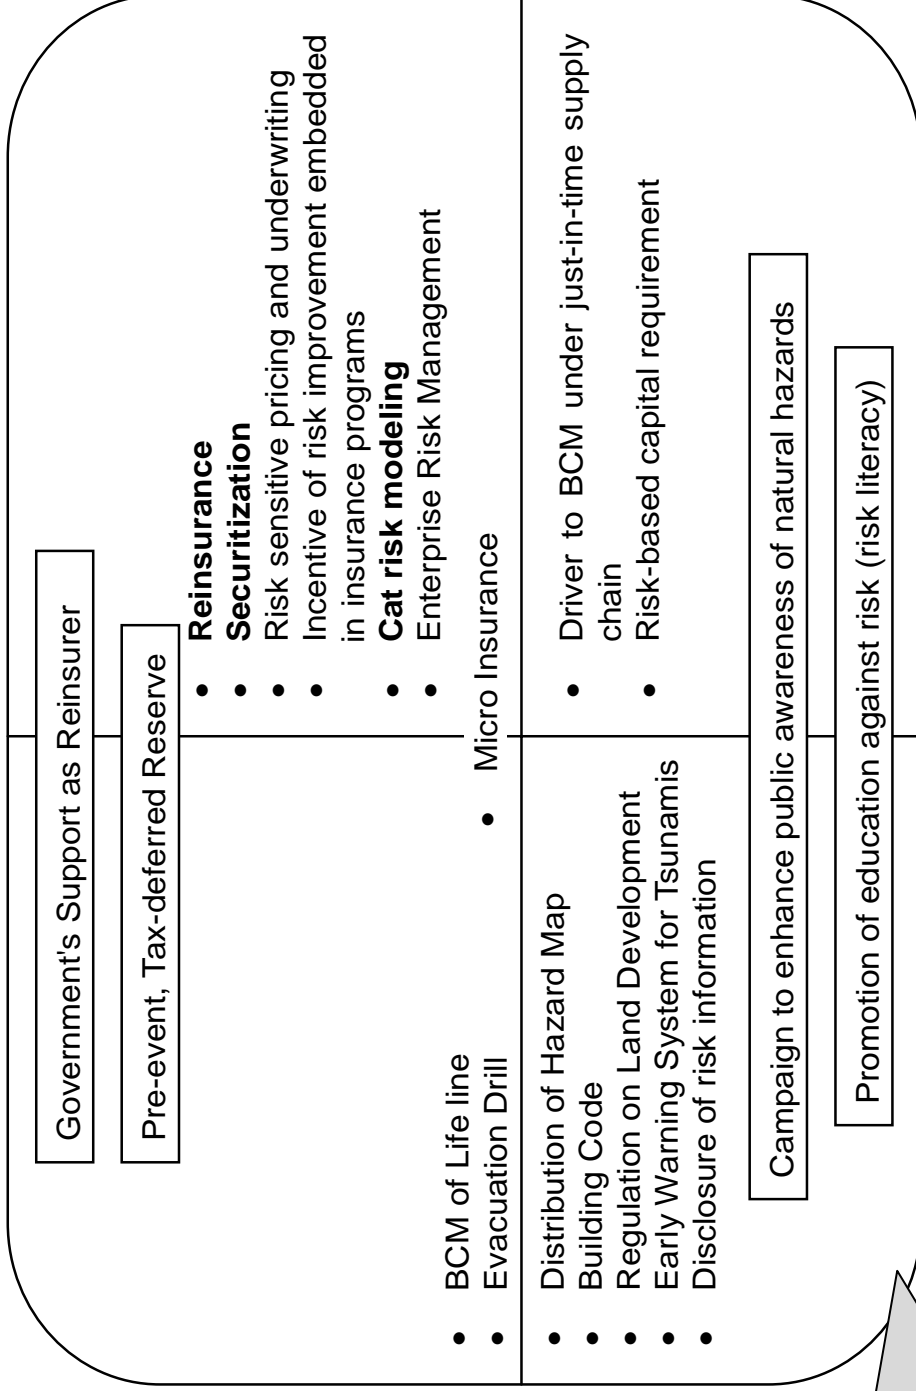 Government's Support as Reinsurer
Pre-event, Tax-deferred Reserve
• Reinsurance
• Securitization
• Risk sensitive pricing and underwriting
• Incentive of risk improvement embedded
in insurance programs
• Cat risk modeling
• Enterprise Risk Management
• BCM of Life line
• Evacuation Drill
• Micro Insurance
• Distribution of Hazard Map
• Building Code
• Regulation on Land Development
• Early Warning System for Tsunamis
• Disclosure of risk information
• Driver to BCM under just-in-time supply
chain
• Risk-based capital requirement
Campaign to enhance public awareness of natural hazards
Promotion of education against risk (risk literacy)